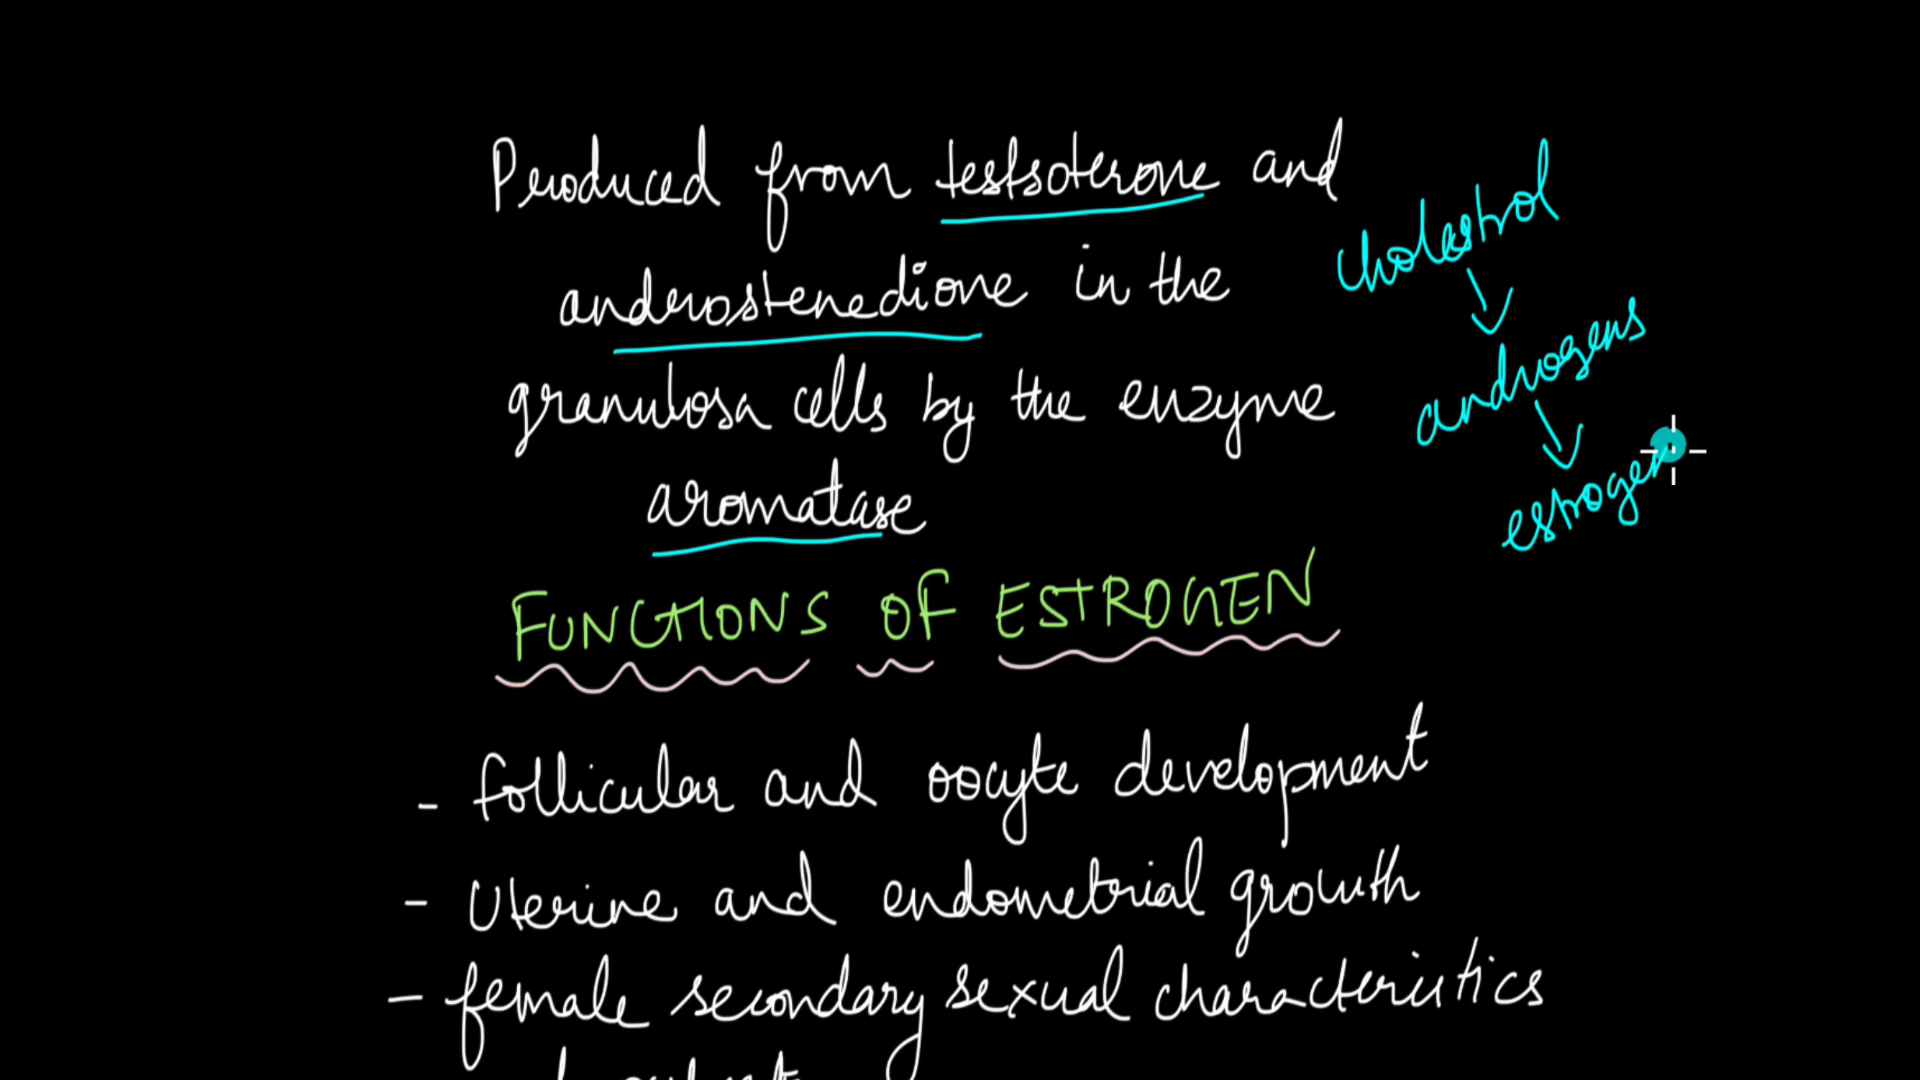 Produced from testsoterone and
androstenedione in the
granulosa cells by the enzyme
aromatase
cholestrol
androgens
estrogen
FUNCTIONS OF ESTROGEN
- follicular and oocyte development
- Uterine and endometrial growth
- female secondary sexual characteristics